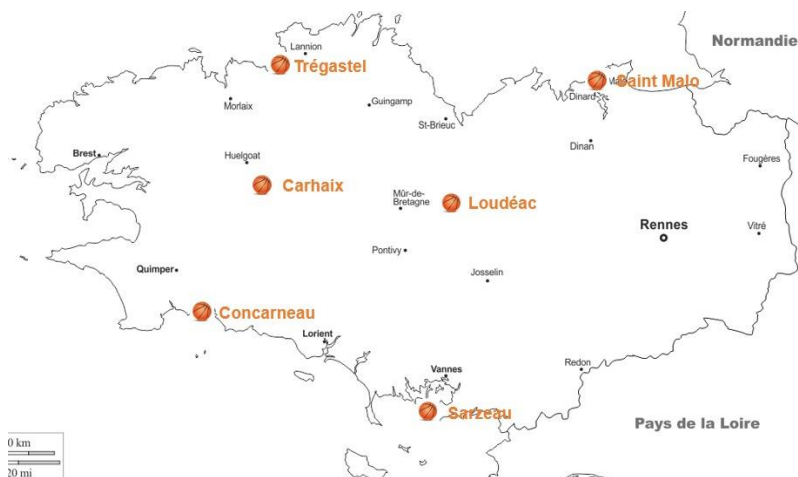 Normandie
Lannion
Trégastel
Saint Malo
Dinard
Morlaix
Guingamp
St-Brieuc
Dinan
Brest
Huelgoat
Fougères
Carhaix
Mûr-de-
Bretagne
Loudéac
Rennes
Vitré
Pontivy
Quimper
Josselin
Concarneau
Lorient
Vannes
Redon
Sarzeau
Pays de la Loire
0 km
20 mi